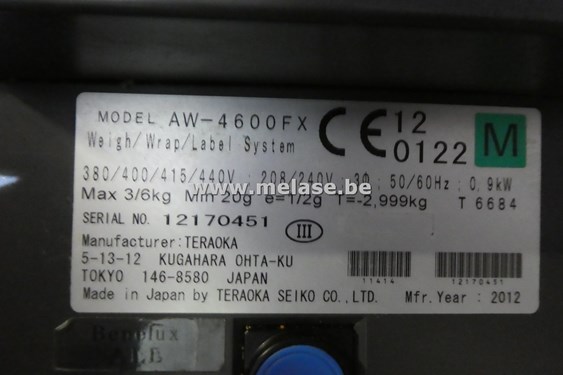 MODEL AW-4600FX CE 12 0122 M
Weigh/Wrap/Label System
380/400/415/440V : 208/240V 3Φ : 50/60Hz : 0.9kW
www.melase.be
Max 3/6kg Min 20g e=1/2g T=-2,999kg T 6684
SERIAL NO. 12170451 III
Manufacturer: TERAOKA
5-13-12 KUGAHARA OHTA-KU
TOKYO 146-8580 JAPAN
11414 12170451
Made in Japan by TERAOKA SEIKO CO., LTD. Mfr. Year : 2012
Benelux